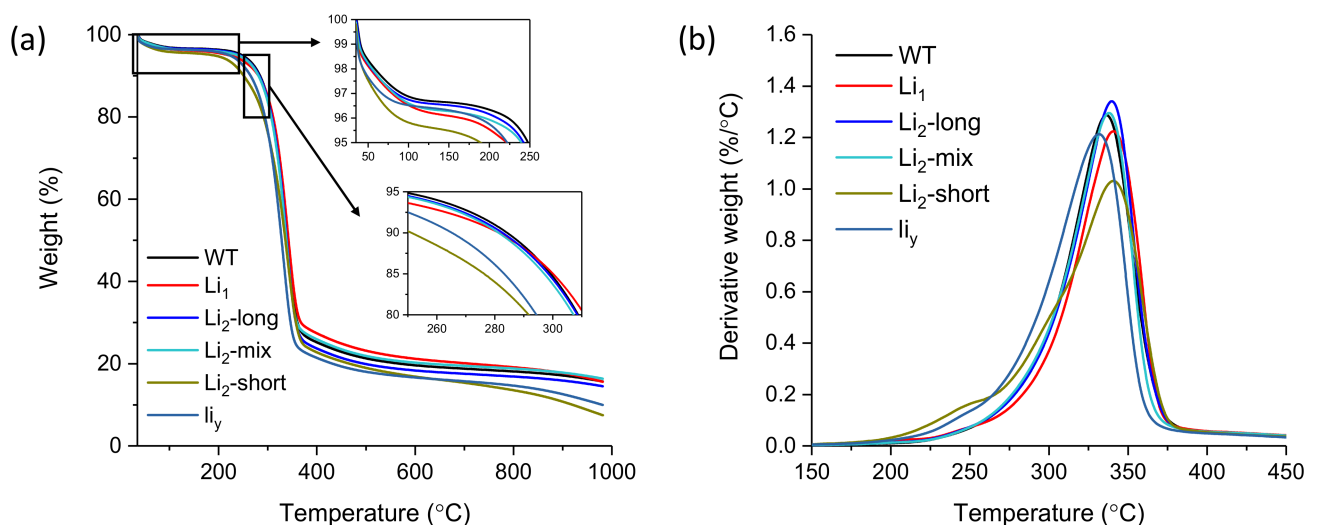 (a)
100
80
60
40
20
0
Weight (%)
200 400 600 800 1000
Temperature (°C)
WT
Li1
Li2-long
Li2-mix
Li2-short
liy
100
99
98
97
96
95
50 100 150 200 250
95
90
85
80
260 280 300
(b)
1.6
1.4
1.2
1.0
0.8
0.6
0.4
0.2
0.0
Derivative weight (%/°C)
150 200 250 300 350 400 450
Temperature (°C)
WT
Li1
Li2-long
Li2-mix
Li2-short
liy